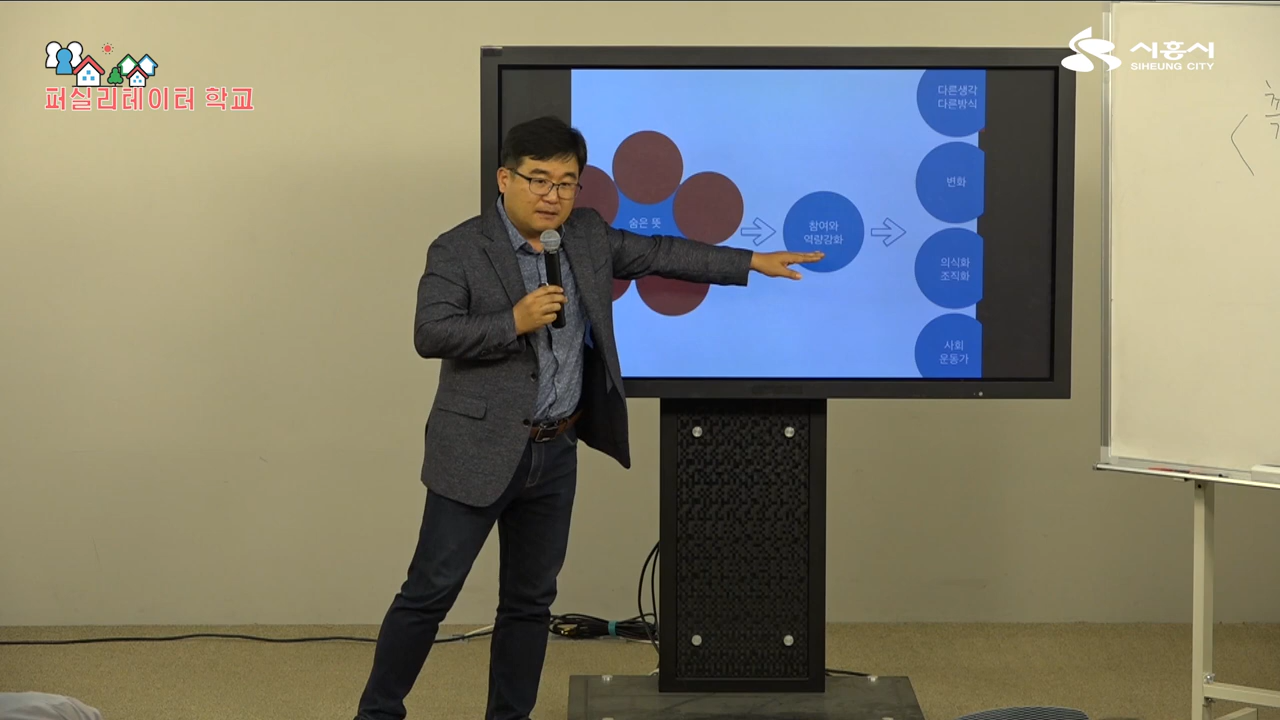 퍼실리테이터 학교
시흥시
SIHEUNG CITY
숨은 뜻
참여와
역량강화
다른생각
다른방식
변화
의식화
조직화
사회
운동가